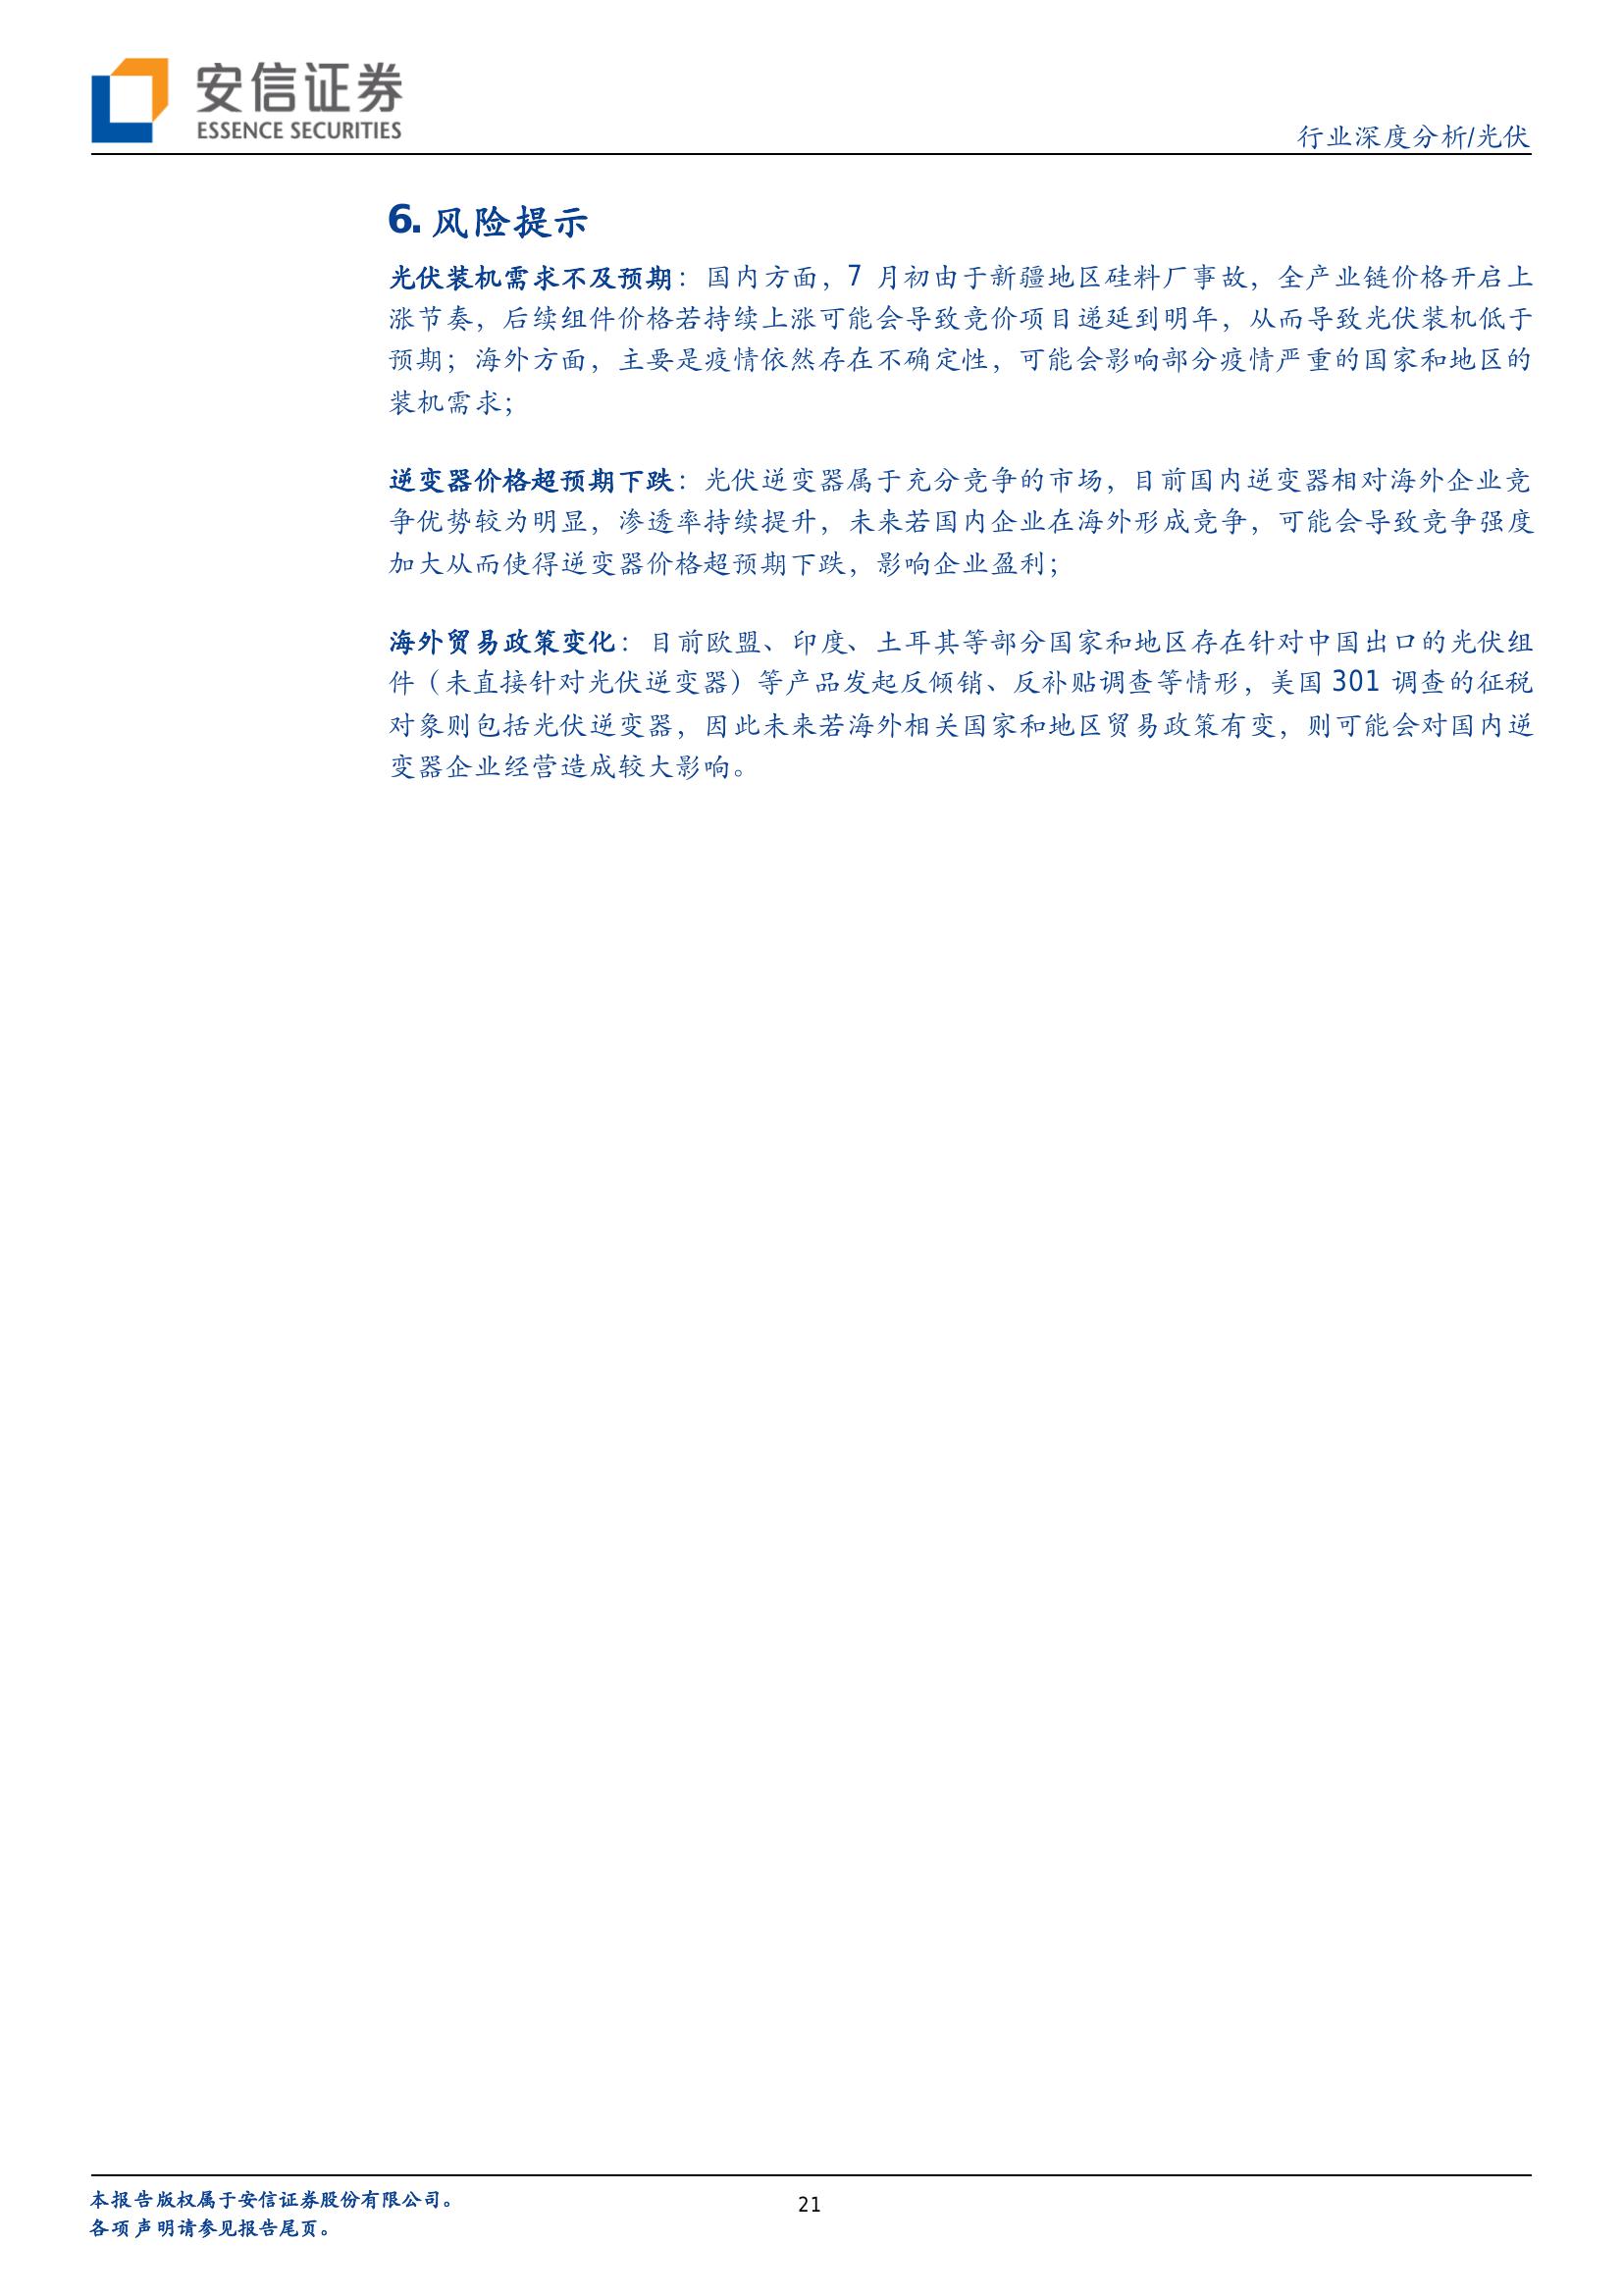 安信证券
ESSENCE SECURITIES
行业深度分析/光伏
6. 风险提示
光伏装机需求不及预期：国内方面，7 月初由于新疆地区硅料厂事故，全产业链价格开启上
涨节奏，后续组件价格若持续上涨可能会导致竞价项目递延到明年，从而导致光伏装机低于
预期；海外方面，主要是疫情依然存在不确定性，可能会影响部分疫情严重的国家和地区的
装机需求；
逆变器价格超预期下跌：光伏逆变器属于充分竞争的市场，目前国内逆变器相对海外企业竞
争优势较为明显，渗透率持续提升，未来若国内企业在海外形成竞争，可能会导致竞争强度
加大从而使得逆变器价格超预期下跌，影响企业盈利；
海外贸易政策变化：目前欧盟、印度、土耳其等部分国家和地区存在针对中国出口的光伏组
件（未直接针对光伏逆变器）等产品发起反倾销、反补贴调查等情形，美国 301 调查的征税
对象则包括光伏逆变器，因此未来若海外相关国家和地区贸易政策有变，则可能会对国内逆
变器企业经营造成较大影响。
本报告版权属于安信证券股份有限公司。
各项声明请参见报告尾页。
21